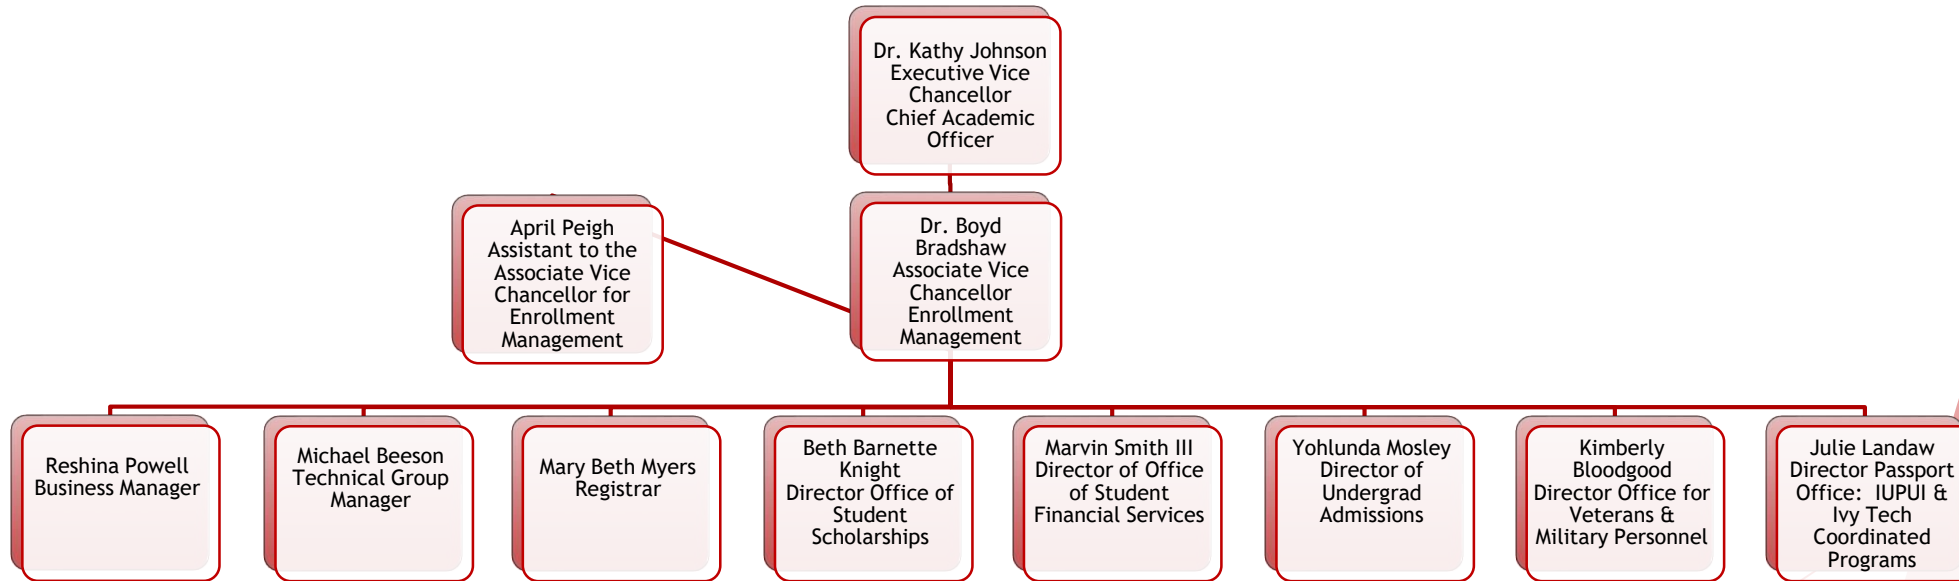 Dr. Kathy Johnson
Executive Vice
Chancellor
Chief Academic
Officer
April Peigh
Assistant to the
Associate Vice
Chancellor for
Enrollment
Management
Dr. Boyd
Bradshaw
Associate Vice
Chancellor
Enrollment
Management
Reshina Powell
Business Manager
Michael Beeson
Technical Group
Manager
Mary Beth Myers
Registrar
Beth Barnette
Knight
Director Office of
Student
Scholarships
Marvin Smith III
Director of Office
of Student
Financial Services
Yohlunda Mosley
Director of
Undergrad
Admissions
Kimberly
Bloodgood
Director Office for
Veterans &
Military Personnel
Julie Landaw
Director Passport
Office:  IUPUI &
Ivy Tech
Coordinated
Programs